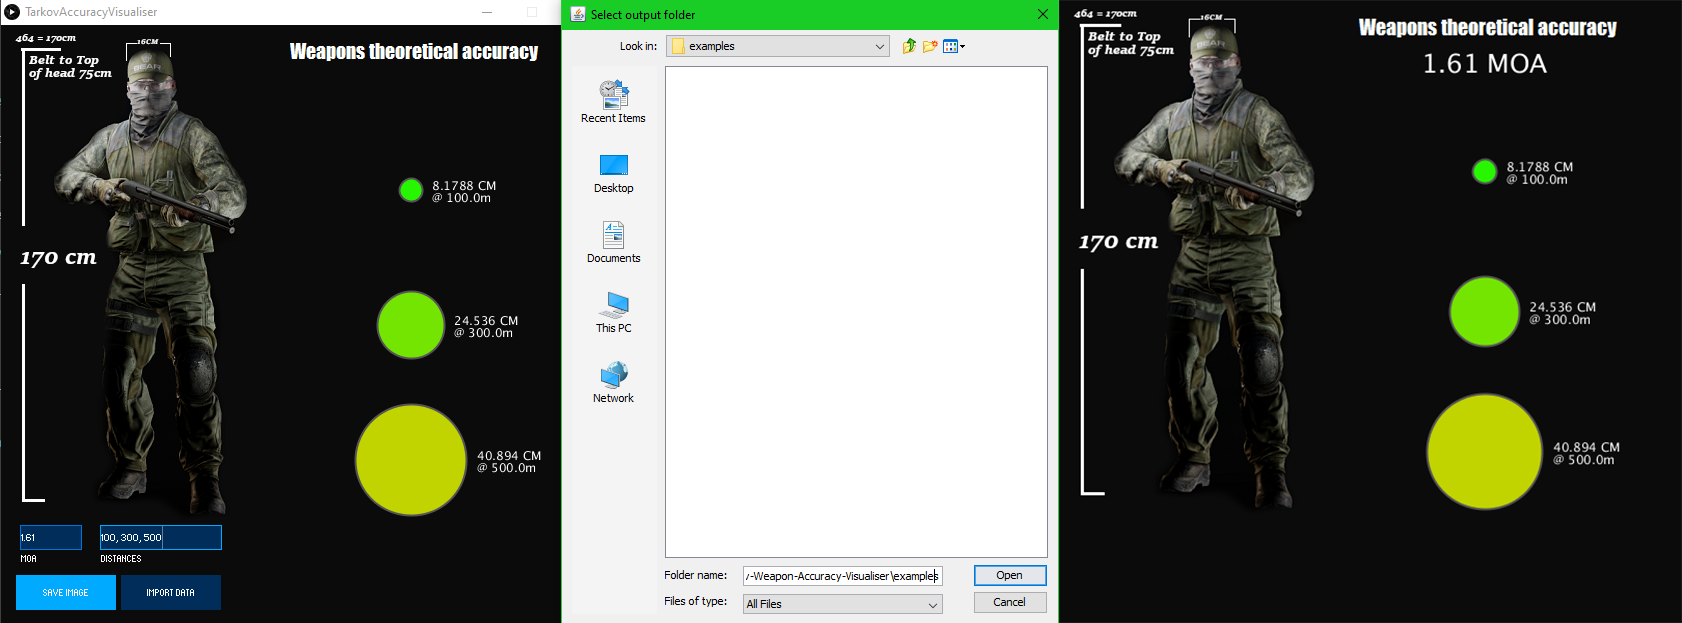 TarkovAccuracyVisualiser
464 = 170cm
16CM
Belt to Top
of head 75cm
BEAR
Weapons theoretical accuracy
8.1788 CM
@ 100.0m
170 cm
24.536 CM
@ 300.0m
40.894 CM
@ 500.0m
1.61
100, 300, 500
MOA
DISTANCES
SAVE IMAGE
IMPORT DATA
Select output folder
Look in:
examples
Recent Items
Desktop
Documents
This PC
Network
Folder name:
/-Weapon-Accuracy-Visualiser\examples
Open
Files of type:
All Files
Cancel
464 = 170cm
16CM
Belt to Top
of head 75cm
BEAR
Weapons theoretical accuracy
1.61 MOA
8.1788 CM
@ 100.0m
170 cm
24.536 CM
@ 300.0m
40.894 CM
@ 500.0m